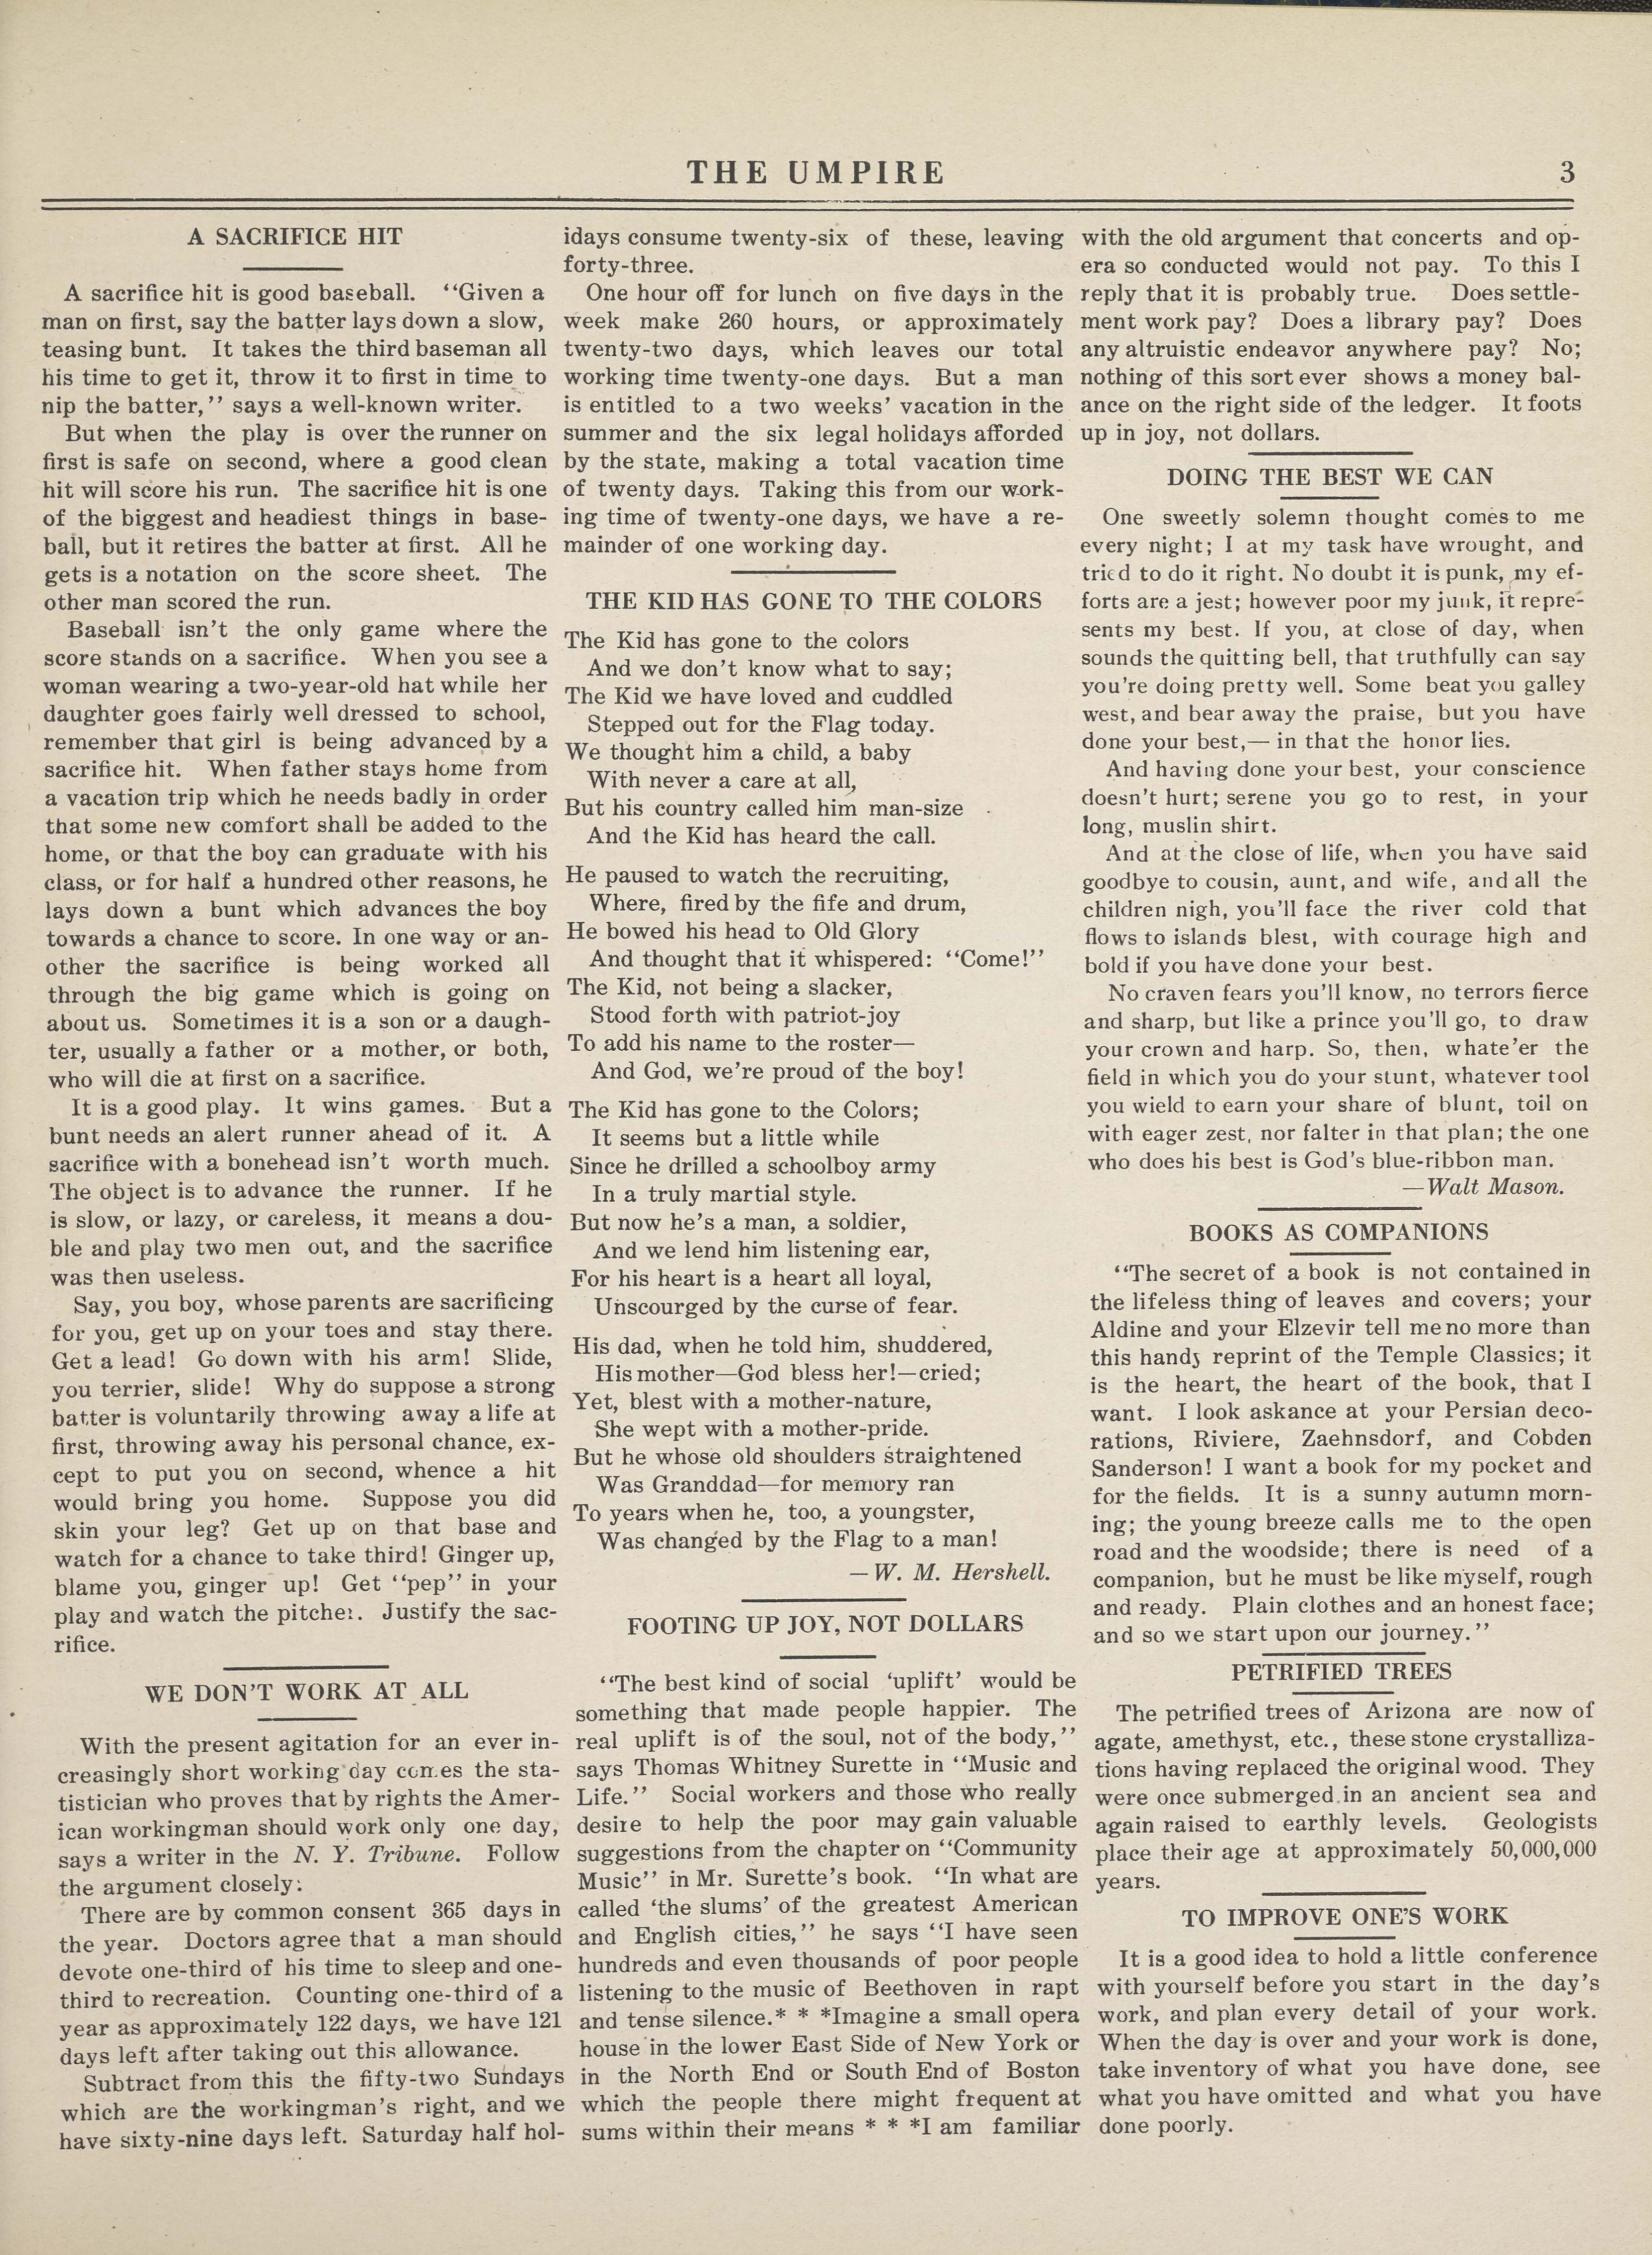 THE UMPIRE
3
A SACRIFICE HIT
A sacrifice hit is good baseball. “Given a
man on first, say the batter lays down a slow,
teasing bunt. It takes the third baseman all
his time to get it, throw it to first in time to
nip the batter,” says a well-known writer.
But when the play is over the runner on
first is safe on second, where a good clean
hit will score his run. The sacrifice hit is one
of the biggest and headiest things in base-
ball, but it retires the batter at first. All he
gets is a notation on the score sheet. The
other man scored the run.
Baseball isn’t the only game where the
score stands on a sacrifice. When you see a
woman wearing a two-year-old hat while her
daughter goes fairly well dressed to school,
remember that girl is being advanced by a
sacrifice hit. When father stays home from
a vacation trip which he needs badly in order
that some new comfort shall be added to the
home, or that the boy can graduate with his
class, or for half a hundred other reasons, he
lays down a bunt which advances the boy
towards a chance to score. In one way or an-
other the sacrifice is being worked all
through the big game which is going on
about us. Sometimes it is a son or a daugh-
ter, usually a father or a mother, or both,
who will die at first on a sacrifice.
It is a good play. It wins games. But a
bunt needs an alert runner ahead of it. A
sacrifice with a bonehead isn’t worth much.
The object is to advance the runner. If he
is slow, or lazy, or careless, it means a dou-
ble and play two men out, and the sacrifice
was then useless.
Say, you boy, whose parents are sacrificing
for you, get up on your toes and stay there.
Get a lead! Go down with his arm! Slide,
you terrier, slide! Why do suppose a strong
batter is voluntarily throwing away a life at
first, throwing away his personal chance, ex-
cept to put you on second, whence a hit
would bring you home. Suppose you did
skin your leg? Get up on that base and
watch for a chance to take third! Ginger up,
blame you, ginger up! Get “pep” in your
play and watch the pitcher. Justify the sac-
rifice.
WE DON’T WORK AT ALL
With the present agitation for an ever in-
creasingly short working day comes the sta-
tistician who proves that by rights the Amer-
ican workingman should work only one day,
says a writer in the N. Y. Tribune. Follow
the argument closely:
There are by common consent 365 days in
the year. Doctors agree that a man should
devote one-third of his time to sleep and one-
third to recreation. Counting one-third of a
year as approximately 122 days, we have 121
days left after taking out this allowance.
Subtract from this the fifty-two Sundays
which are the workingman’s right, and we
have sixty-nine days left. Saturday half hol-
idays consume twenty-six of these, leaving
forty-three.
One hour off for lunch on five days in the
week make 260 hours, or approximately
twenty-two days, which leaves our total
working time twenty-one days. But a man
is entitled to a two weeks’ vacation in the
summer and the six legal holidays afforded
by the state, making a total vacation time
of twenty days. Taking this from our work-
ing time of twenty-one days, we have a re-
mainder of one working day.
THE KID HAS GONE TO THE COLORS
The Kid has gone to the colors
And we don’t know what to say;
The Kid we have loved and cuddled
Stepped out for the Flag today.
We thought him a child, a baby
With never a care at all,
But his country called him man-size
And the Kid has heard the call.
He paused to watch the recruiting,
Where, fired by the fife and drum,
He bowed his head to Old Glory
And thought that it whispered: “Come!”
The Kid, not being a slacker,
Stood forth with patriot-joy
To add his name to the roster—
And God, we’re proud of the boy!
The Kid has gone to the Colors;
It seems but a little while
Since he drilled a schoolboy army
In a truly martial style.
But now he’s a man, a soldier,
And we lend him listening ear,
For his heart is a heart all loyal,
Unscourged by the curse of fear.
His dad, when he told him, shuddered,
His mother—God bless her!—cried;
Yet, blest with a mother-nature,
She wept with a mother-pride.
But he whose old shoulders straightened
Was Granddad—for memory ran
To years when he, too, a youngster,
Was changed by the Flag to a man!
—W. M. Hershell.
FOOTING UP JOY, NOT DOLLARS
“The best kind of social ‘uplift’ would be
something that made people happier. The
real uplift is of the soul, not of the body,”
says Thomas Whitney Surette in “Music and
Life.” Social workers and those who really
desire to help the poor may gain valuable
suggestions from the chapter on “Community
Music” in Mr. Surette’s book. “In what are
called ‘the slums’ of the greatest American
and English cities,” he says “I have seen
hundreds and even thousands of poor people
listening to the music of Beethoven in rapt
and tense silence.* * *Imagine a small opera
house in the lower East Side of New York or
in the North End or South End of Boston
which the people there might frequent at
sums within their means * * *I am familiar
with the old argument that concerts and op-
era so conducted would not pay. To this I
reply that it is probably true. Does settle-
ment work pay? Does a library pay? Does
any altruistic endeavor anywhere pay? No;
nothing of this sort ever shows a money bal-
ance on the right side of the ledger. It foots
up in joy, not dollars.
DOING THE BEST WE CAN
One sweetly solemn thought comes to me
every night; I at my task have wrought, and
tried to do it right. No doubt it is punk, my ef-
forts are a jest; however poor my junk, it repre-
sents my best. If you, at close of day, when
sounds the quitting bell, that truthfully can say
you’re doing pretty well. Some beat you galley
west, and bear away the praise, but you have
done your best,— in that the honor lies.
And having done your best, your conscience
doesn’t hurt; serene you go to rest, in your
long, muslin shirt.
And at the close of life, when you have said
goodbye to cousin, aunt, and wife, and all the
children nigh, you’ll face the river cold that
flows to islands blest, with courage high and
bold if you have done your best.
No craven fears you’ll know, no terrors fierce
and sharp, but like a prince you’ll go, to draw
your crown and harp. So, then, whate’er the
field in which you do your stunt, whatever tool
you wield to earn your share of blunt, toil on
with eager zest, nor falter in that plan; the one
who does his best is God’s blue-ribbon man.
—Walt Mason.
BOOKS AS COMPANIONS
“The secret of a book is not contained in
the lifeless thing of leaves and covers; your
Aldine and your Elzevir tell me no more than
this handy reprint of the Temple Classics; it
is the heart, the heart of the book, that I
want. I look askance at your Persian deco-
rations, Riviere, Zaehnsdorf, and Cobden
Sanderson! I want a book for my pocket and
for the fields. It is a sunny autumn morn-
ing; the young breeze calls me to the open
road and the woodside; there is need of a
companion, but he must be like myself, rough
and ready. Plain clothes and an honest face;
and so we start upon our journey.”
PETRIFIED TREES
The petrified trees of Arizona are now of
agate, amethyst, etc., these stone crystalliza-
tions having replaced the original wood. They
were once submerged in an ancient sea and
again raised to earthly levels. Geologists
place their age at approximately 50,000,000
years.
TO IMPROVE ONE’S WORK
It is a good idea to hold a little conference
with yourself before you start in the day’s
work, and plan every detail of your work.
When the day is over and your work is done,
take inventory of what you have done, see
what you have omitted and what you have
done poorly.